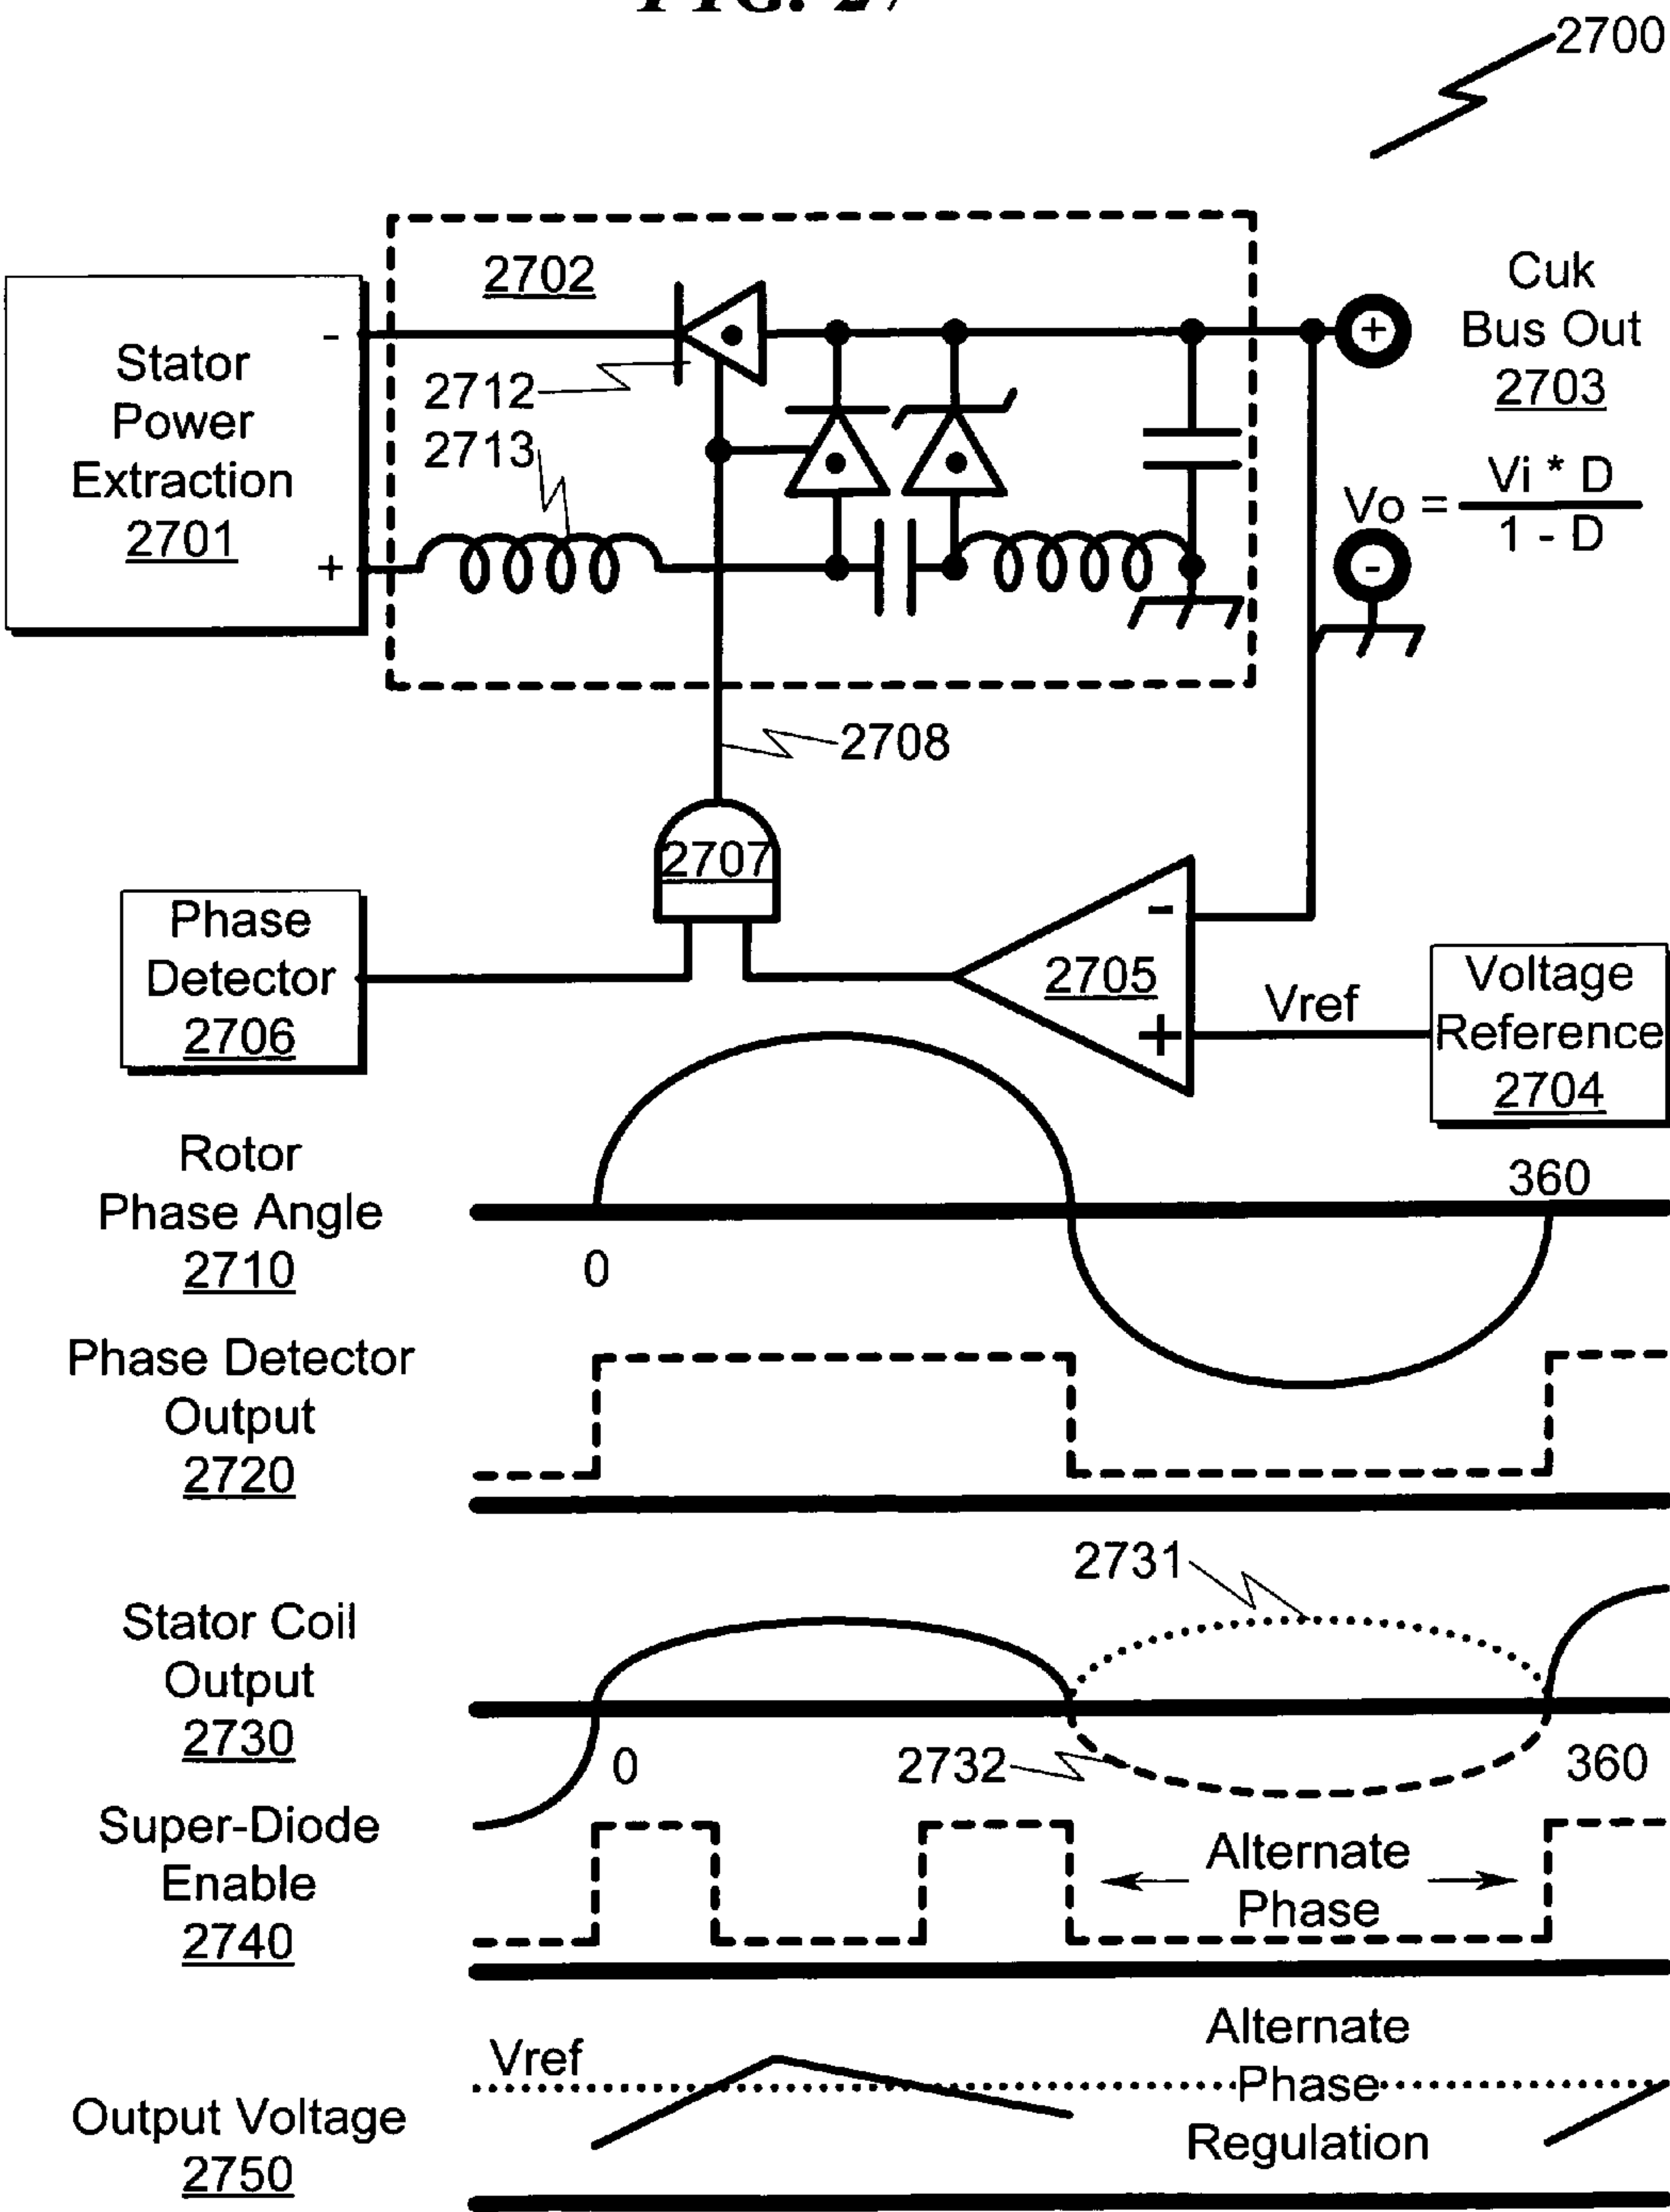 FIG. 27
2700
2702
Cuk
Bus Out
2703
+
Stator
Power
Extraction
2701
-
+
2712
2713
Vo = Vi * D
1 - D
-
2708
2707
Phase
Detector
2706
-
2705
+
Vref
Voltage
Reference
2704
Rotor
Phase Angle
2710
0
360
Phase Detector
Output
2720
2731
Stator Coil
Output
2730
0
2732
360
Super-Diode
Enable
2740
Alternate
Phase
Vref
Output Voltage
2750
Alternate
Phase
Regulation